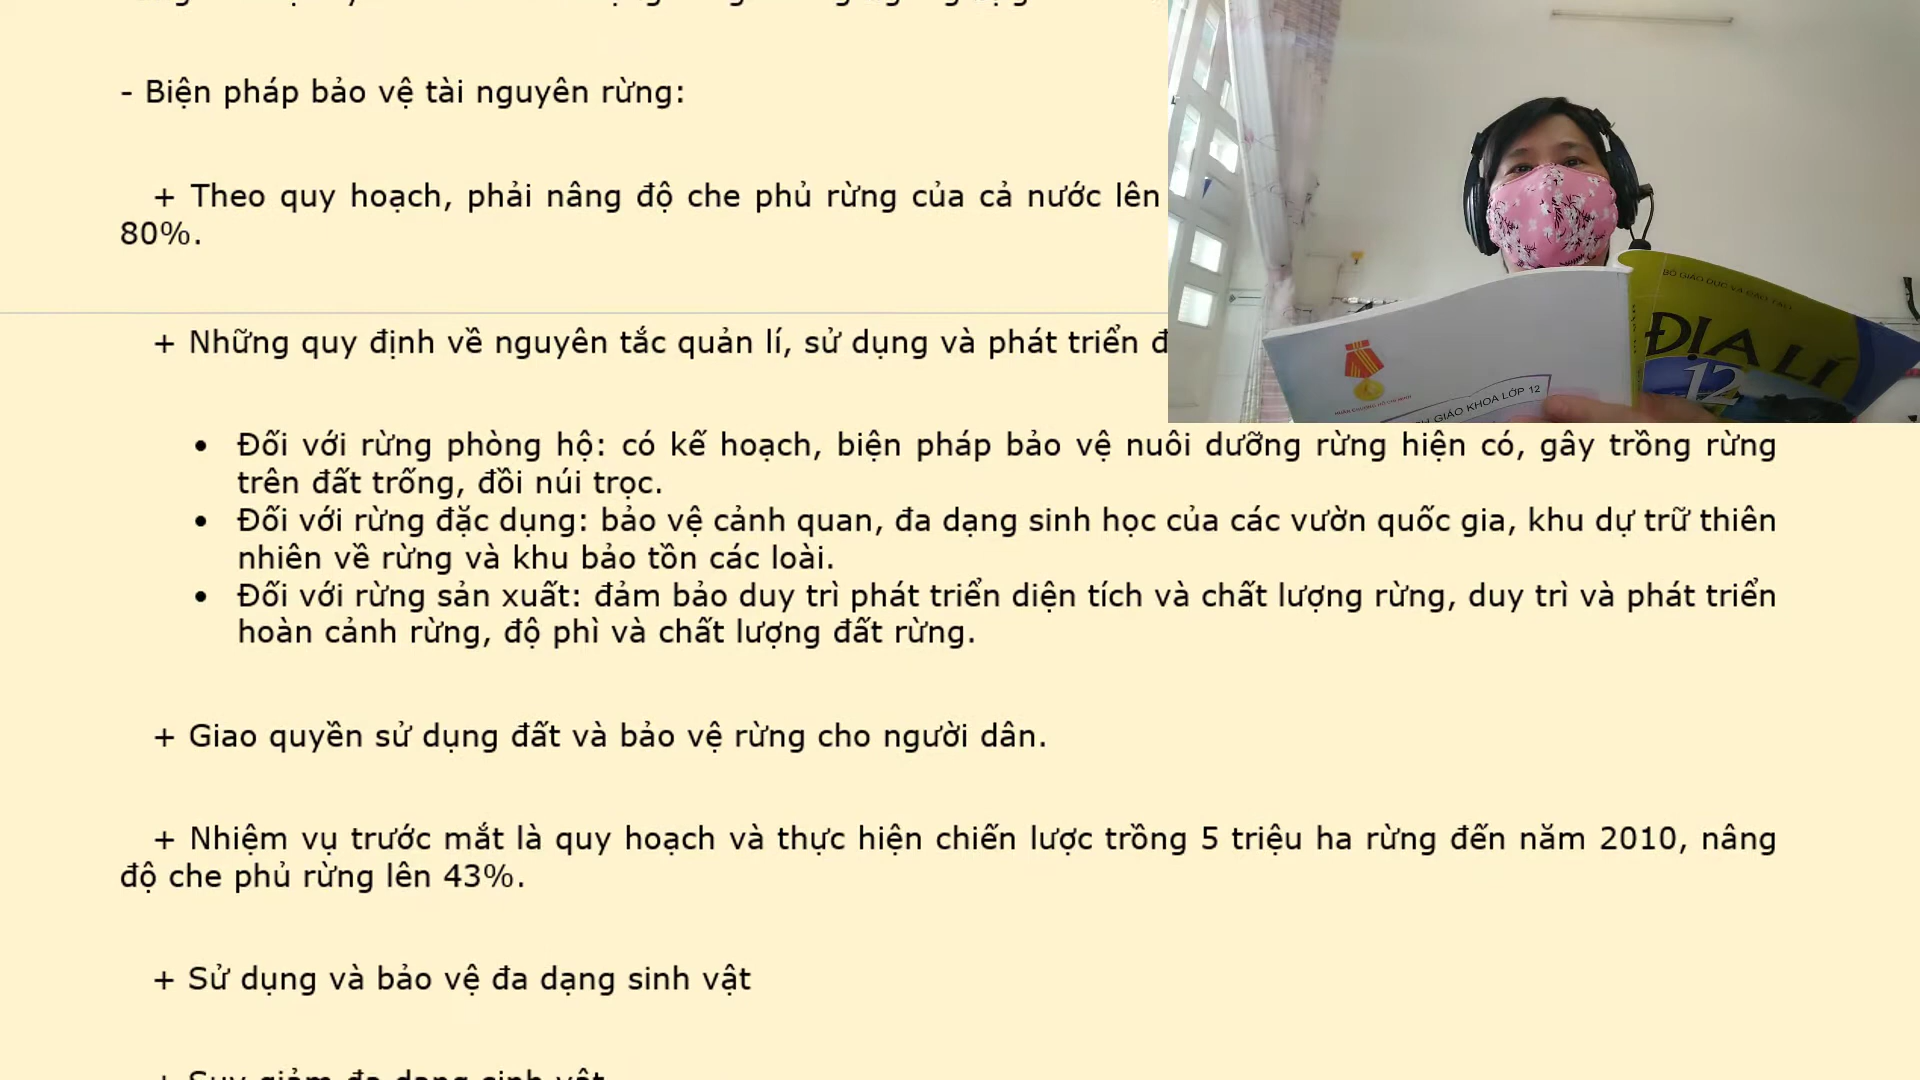 - Biện pháp bảo vệ tài nguyên rừng:
+ Theo quy hoạch, phải nâng độ che phủ rừng của cả nước lên
80%.
+ Những quy định về nguyên tắc quản lí, sử dụng và phát triển
• Đối với rừng phòng hộ: có kế hoạch, biện pháp bảo vệ nuôi dưỡng rừng hiện có, gây trồng rừng
trên đất trống, đồi núi trọc.
• Đối với rừng đặc dụng: bảo vệ cảnh quan, đa dạng sinh học của các vườn quốc gia, khu dự trữ thiên
nhiên về rừng và khu bảo tồn các loài.
• Đối với rừng sản xuất: đảm bảo duy trì phát triển diện tích và chất lượng rừng, duy trì và phát triển
hoàn cảnh rừng, độ phì và chất lượng đất rừng.
+ Giao quyền sử dụng đất và bảo vệ rừng cho người dân.
+ Nhiệm vụ trước mắt là quy hoạch và thực hiện chiến lược trồng 5 triệu ha rừng đến năm 2010, nâng
độ che phủ rừng lên 43%.
+ Sử dụng và bảo vệ đa dạng sinh vật
+ Suy giảm đa dạng sinh vật
BỘ GIÁO DỤC VÀ ĐÀO TẠO
ĐỊA LÍ
12
GIÁO KHOA LỚP 12